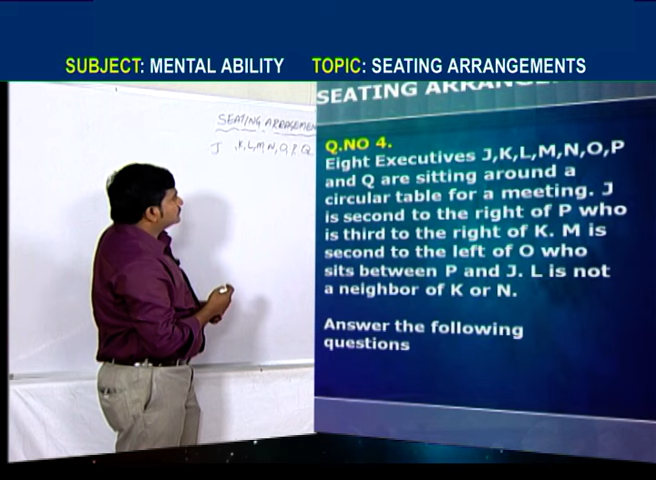 SUBJECT: MENTAL ABILITY TOPIC: SEATING ARRANGEMENTS
SEATING ARRANGE
SEATING ARRAGEMEN
J ,K,L,M,N,O,P,Q
Q.NO 4.
Eight Executives J,K,L,M,N,O,P
and Q are sitting around a
circular table for a meeting. J
is second to the right of P who
is third to the right of K. M is
second to the left of O who
sits between P and J. L is not
a neighbor of K or N.
Answer the following
questions